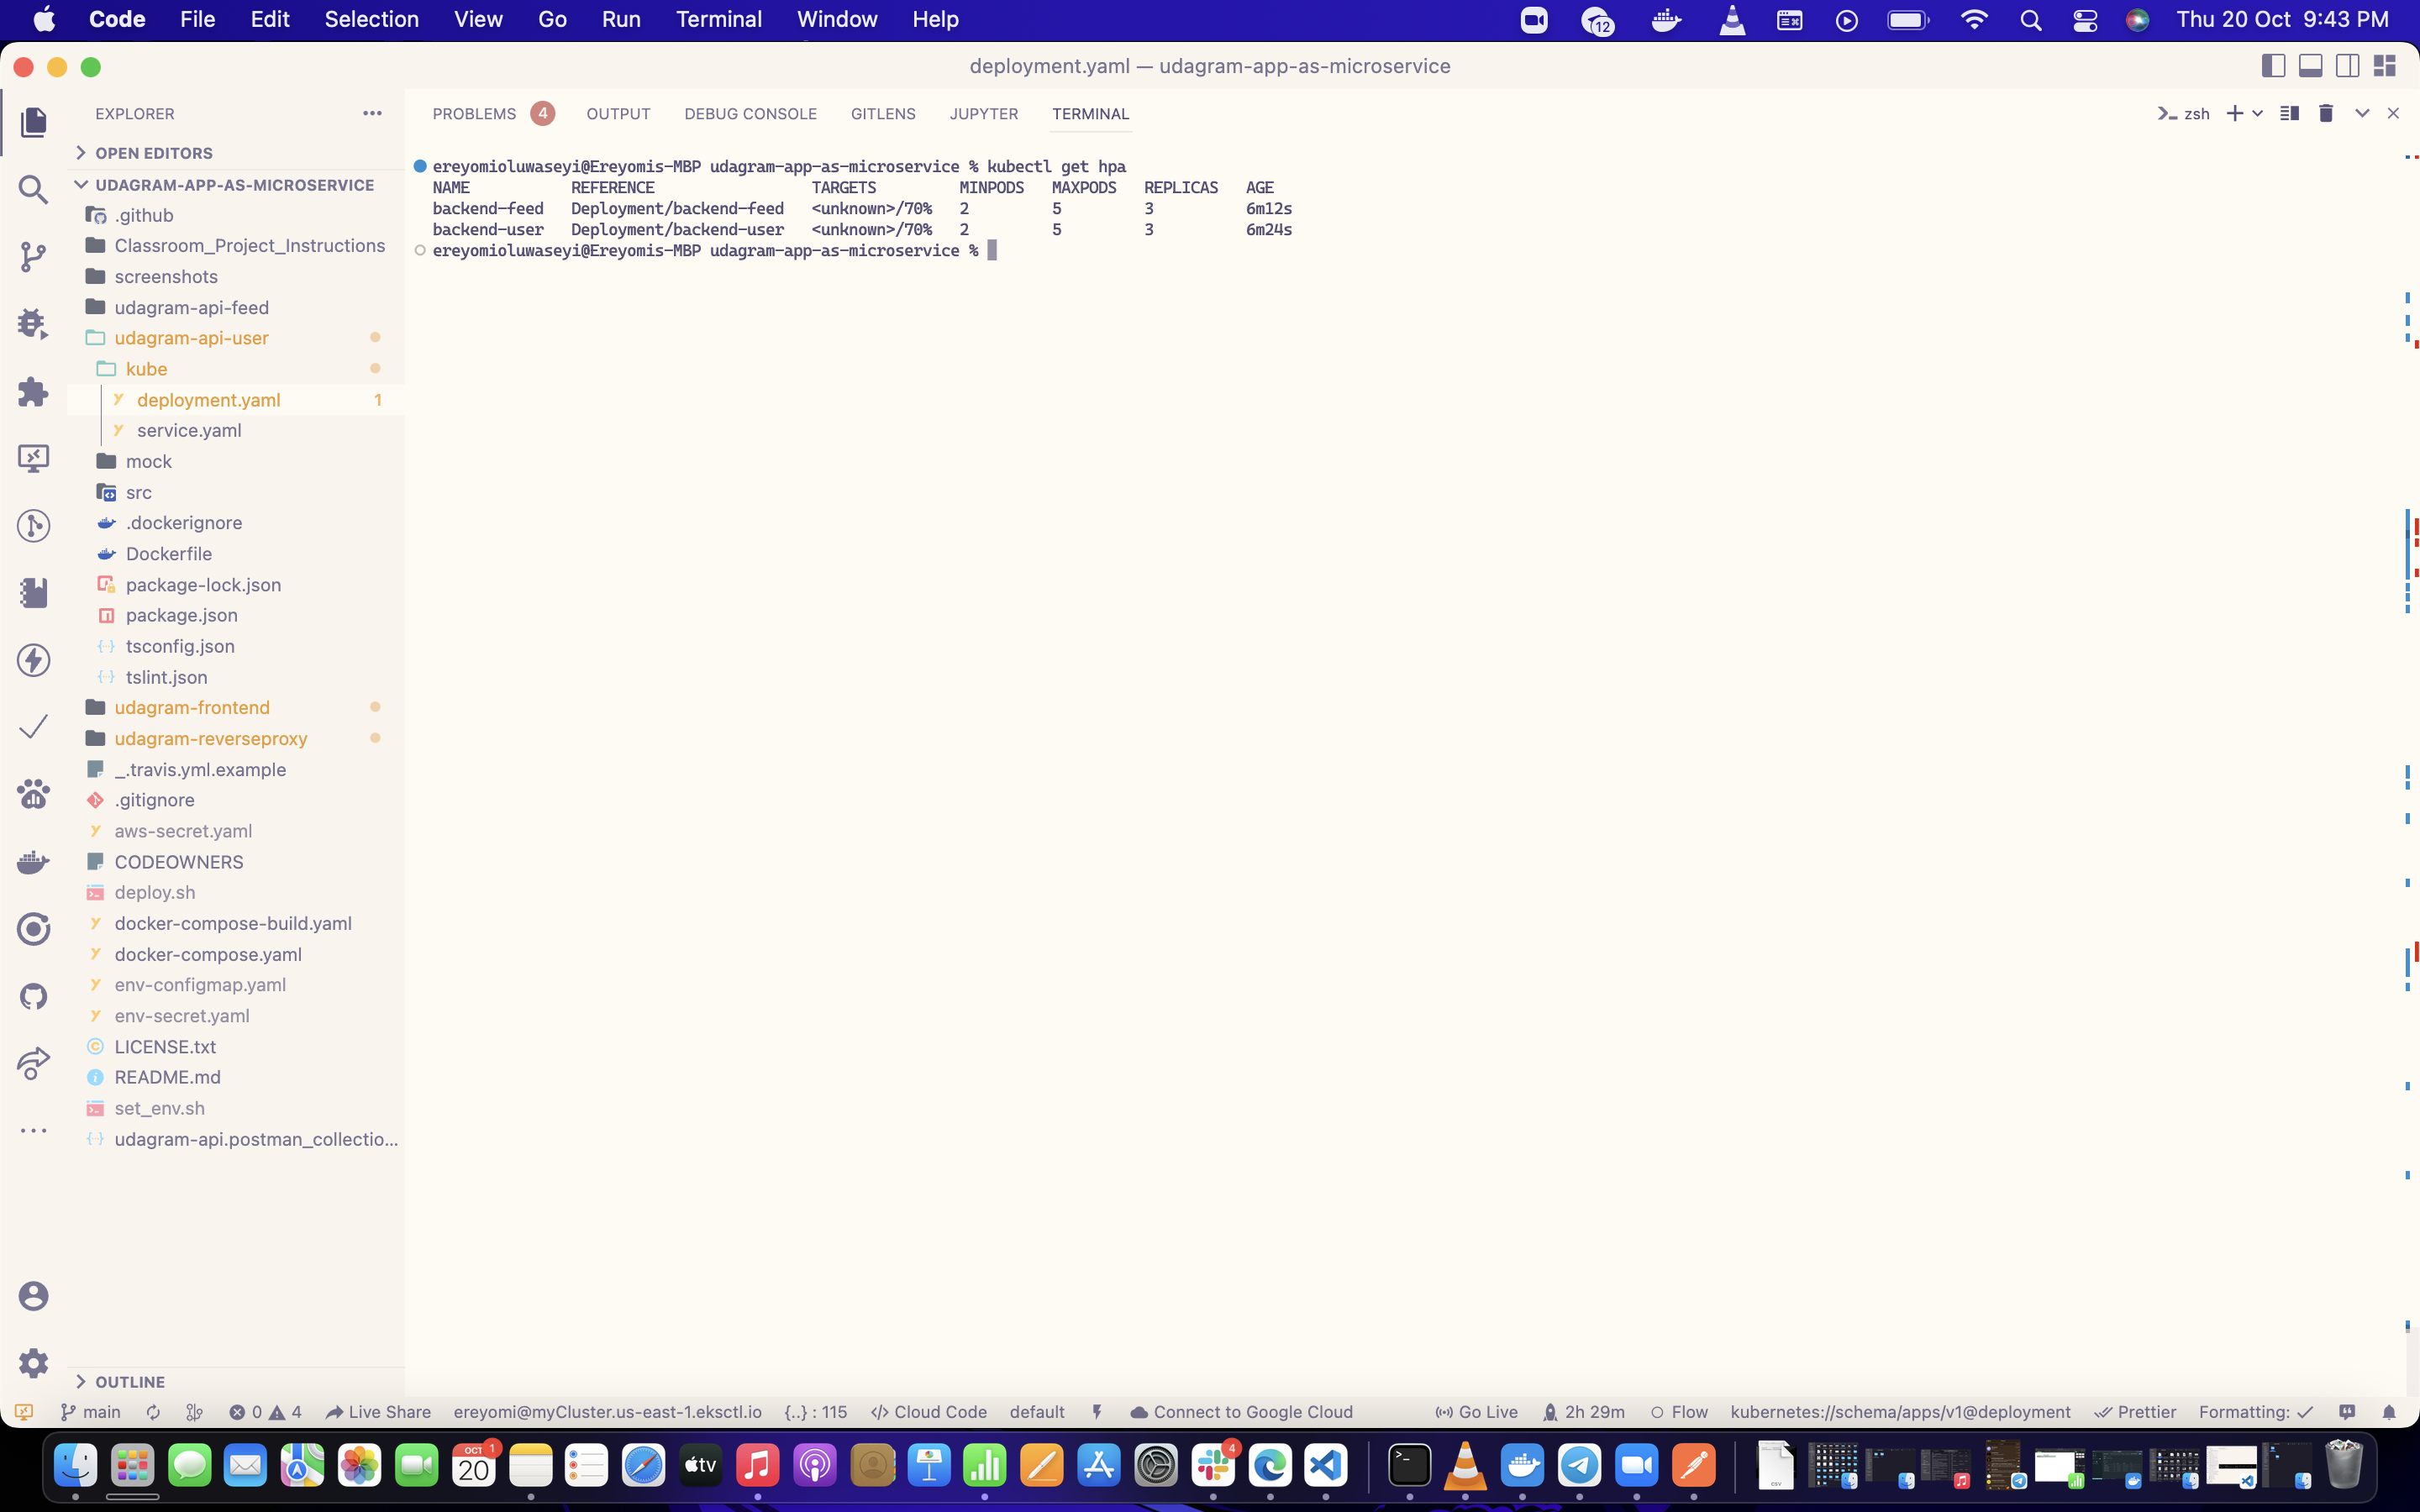 Code File Edit Selection View Go Run Terminal Window Help 12 Thu 20 Oct 9:43 PM
deployment.yaml — udagram-app-as-microservice
EXPLORER
PROBLEMS 4 OUTPUT DEBUG CONSOLE GITLENS JUPYTER TERMINAL
zsh
OPEN EDITORS
UDAGRAM-APP-AS-MICROSERVICE
.github
Classroom_Project_Instructions
screenshots
udagram-api-feed
udagram-api-user
kube
deployment.yaml 1
service.yaml
mock
src
.dockerignore
Dockerfile
package-lock.json
package.json
tsconfig.json
tslint.json
udagram-frontend
udagram-reverseproxy
_.travis.yml.example
.gitignore
aws-secret.yaml
CODEOWNERS
deploy.sh
docker-compose-build.yaml
docker-compose.yaml
env-configmap.yaml
env-secret.yaml
LICENSE.txt
README.md
set_env.sh
udagram-api.postman_collectio...
OUTLINE
ereyomioluwaseyi@Ereyomis-MBP udagram-app-as-microservice % kubectl get hpa
NAME REFERENCE TARGETS MINPODS MAXPODS REPLICAS AGE
backend-feed Deployment/backend-feed <unknown>/70% 2 5 3 6m12s
backend-user Deployment/backend-user <unknown>/70% 2 5 3 6m24s
ereyomioluwaseyi@Ereyomis-MBP udagram-app-as-microservice %
main 0 4 Live Share ereyomi@myCluster.us-east-1.eksctl.io {..} : 115 Cloud Code default Connect to Google Cloud Go Live 2h 29m Flow kubernetes://schema/apps/v1@deployment Prettier Formatting:
OCT 20 1 tv 4
CSV